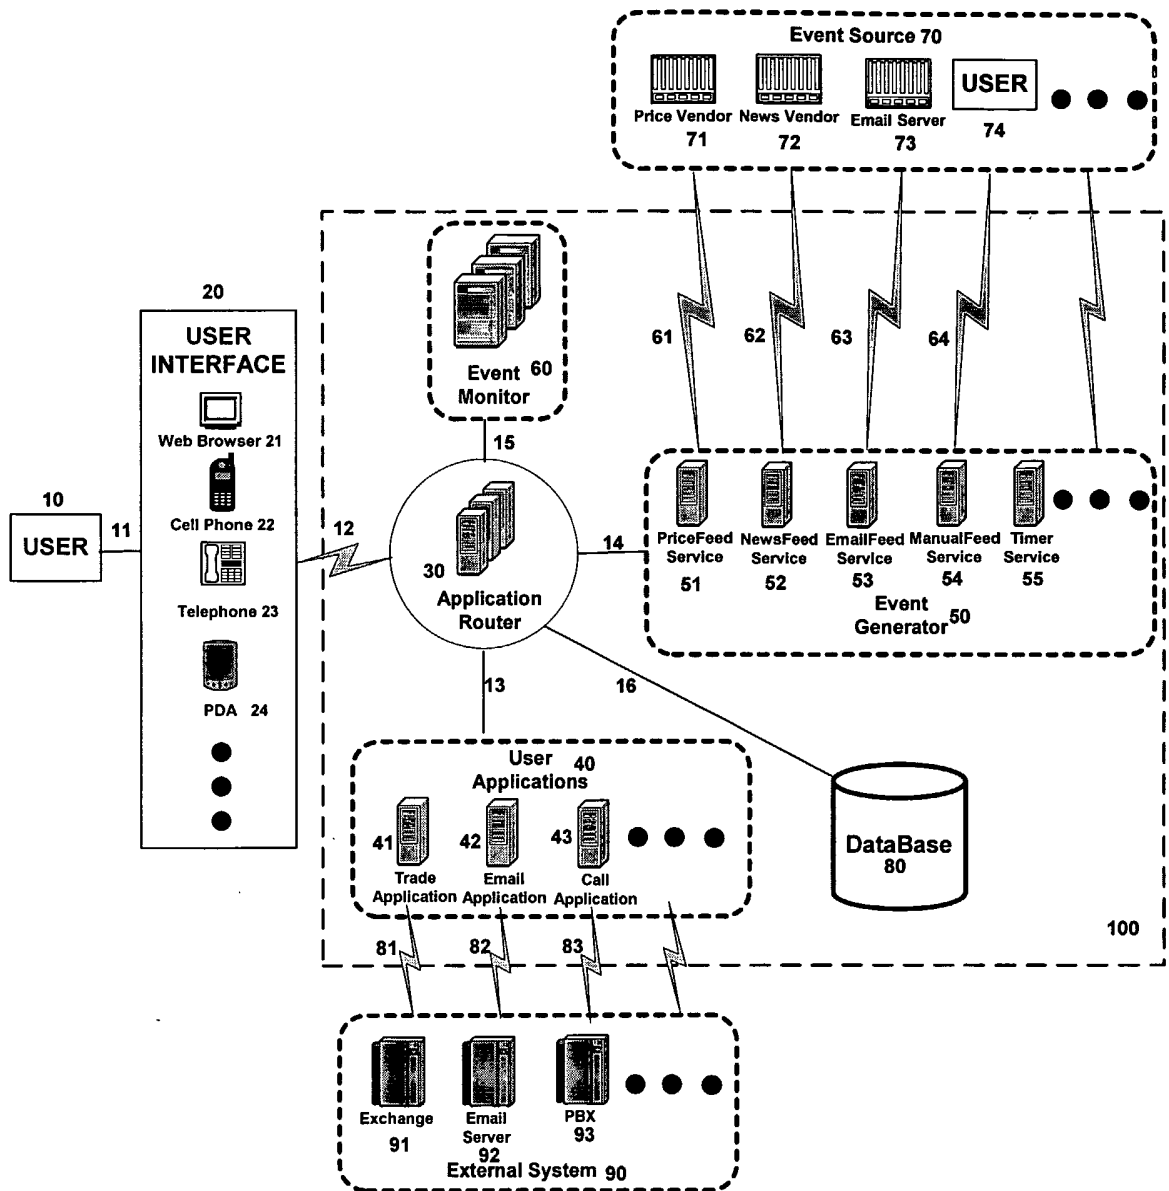 Event Source 70
Price Vendor
71
News Vendor
72
Email Server
73
USER
74
61
62
63
64
Event
Monitor
60
15
20
USER
INTERFACE
Web Browser 21
Cell Phone 22
Telephone 23
PDA 24
10
USER
11
12
30
Application
Router
14
PriceFeed
Service
51
NewsFeed
Service
52
EmailFeed
Service
53
ManualFeed
Service
54
Timer
Service
55
Event
Generator 50
13
16
User
Applications
40
41
Trade
Application
42
Email
Application
43
Call
Application
DataBase
80
100
81
82
83
Exchange
91
Email
Server
92
PBX
93
External System 90